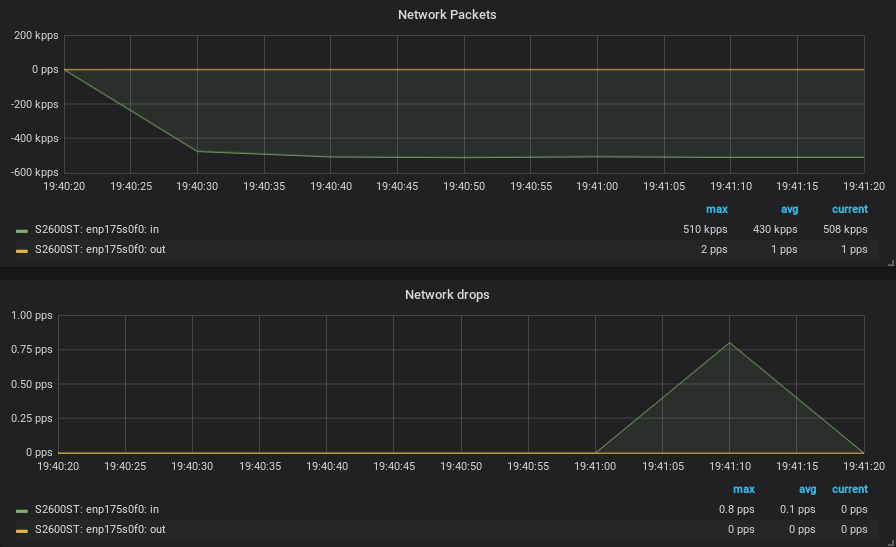 Network Packets
200 kpps
0 pps
-200 kpps
-400 kpps
-600 kpps
19:40:20 19:40:25 19:40:30 19:40:35 19:40:40 19:40:45 19:40:50 19:40:55 19:41:00 19:41:05 19:41:10 19:41:15 19:41:20
max avg current
S2600ST: enp175s0f0: in 510 kpps 430 kpps 508 kpps
S2600ST: enp175s0f0: out 2 pps 1 pps 1 pps
Network drops
1.00 pps
0.75 pps
0.50 pps
0.25 pps
0 pps
19:40:20 19:40:25 19:40:30 19:40:35 19:40:40 19:40:45 19:40:50 19:40:55 19:41:00 19:41:05 19:41:10 19:41:15 19:41:20
max avg current
S2600ST: enp175s0f0: in 0.8 pps 0.1 pps 0 pps
S2600ST: enp175s0f0: out 0 pps 0 pps 0 pps